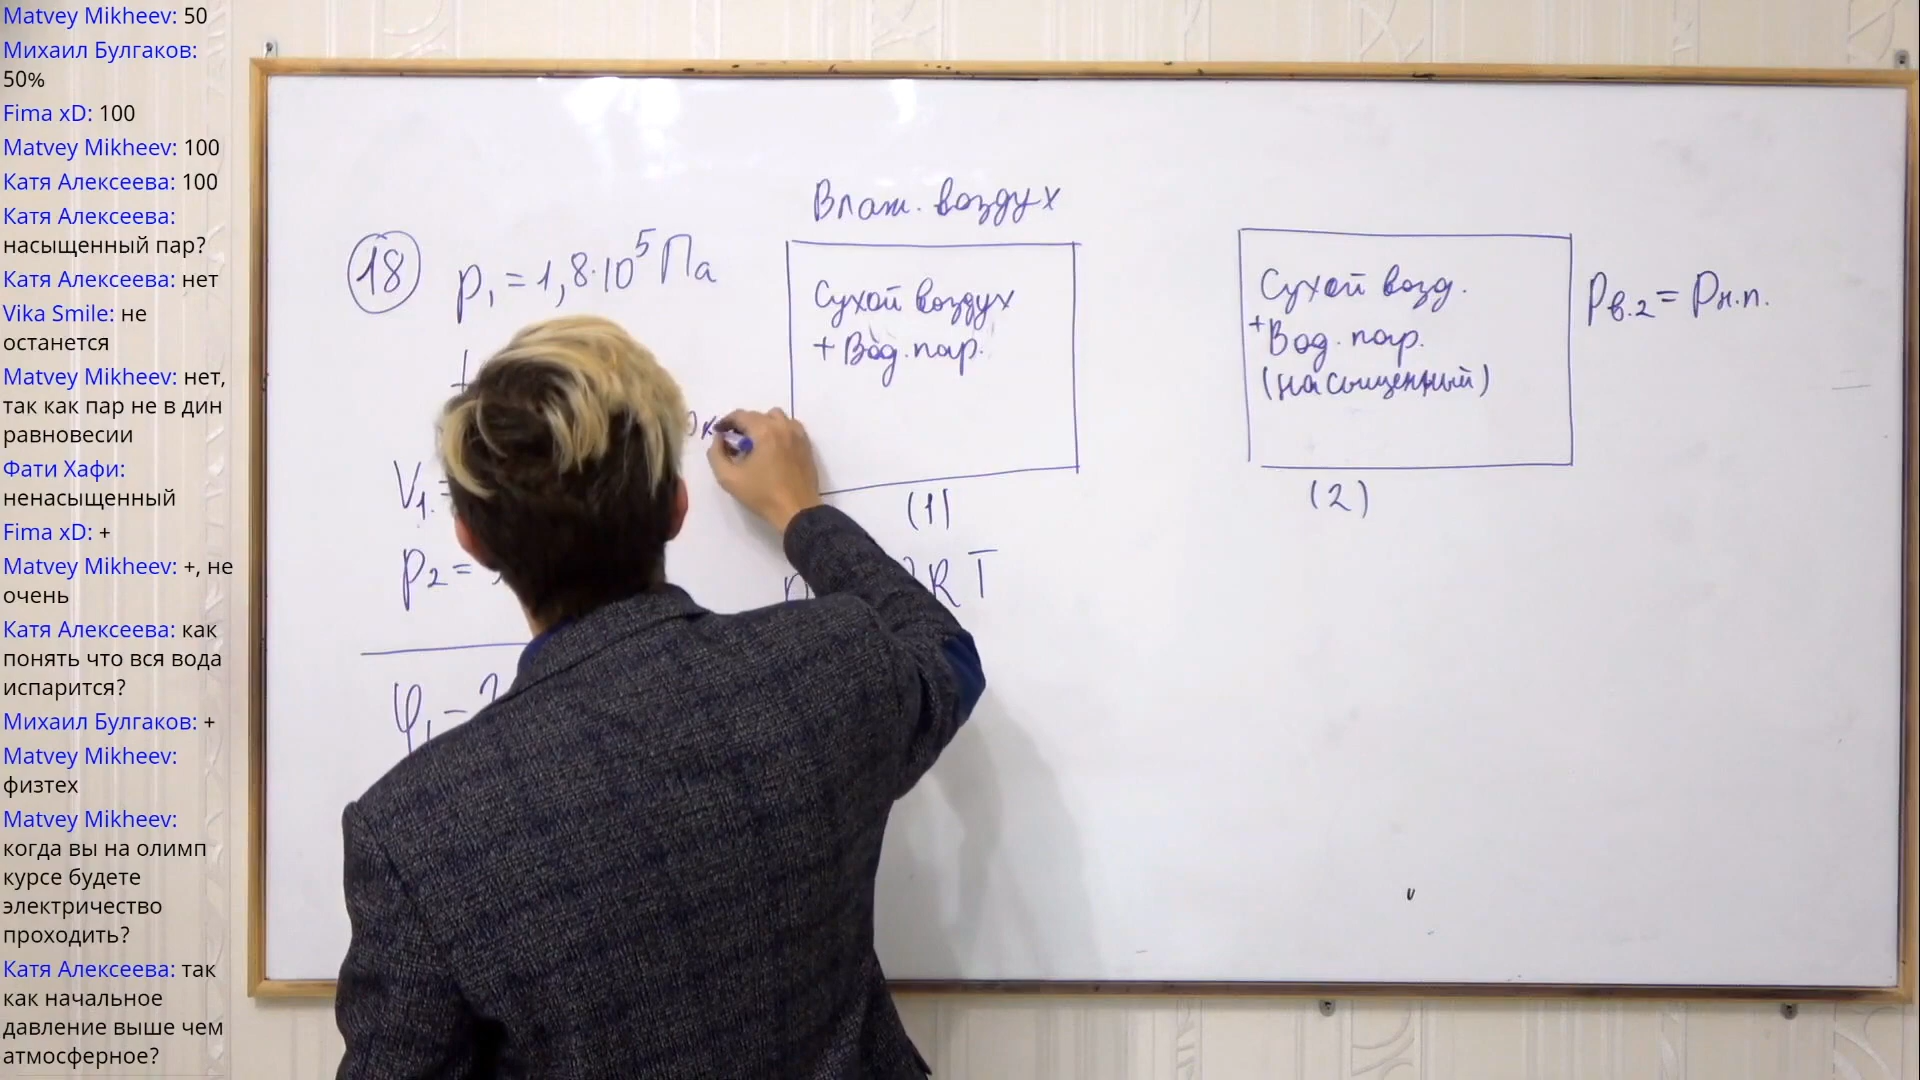 Matvey Mikheev: 50
Михаил Булгаков:
50%
Fima xD: 100
Matvey Mikheev: 100
Катя Алексеева: 100
Катя Алексеева:
насыщенный пар?
Катя Алексеева: нет
Vika Smile: не
останется
Matvey Mikheev: нет,
так как пар не в дин
равновесии
Фати Хафи:
ненасыщенный
Fima xD: +
Matvey Mikheev: +, не
очень
Катя Алексеева: как
понять что вся вода
испарится?
Михаил Булгаков: +
Matvey Mikheev:
физтех
Matvey Mikheev:
когда вы на олимп
курсе будете
электричество
проходить?
Катя Алексеева: так
как начальное
давление выше чем
атмосферное?
18
p₁ = 1,8·10⁵ Па
V₁ =
p₂ =
φ₁ – ?
Влаж. воздух
Сухой воздух
+ Вод. пар.
(1)
RT
Сухой возд.
+ Вод. пар.
(насыщенный)
(2)
Pв.2 = Pн.п.